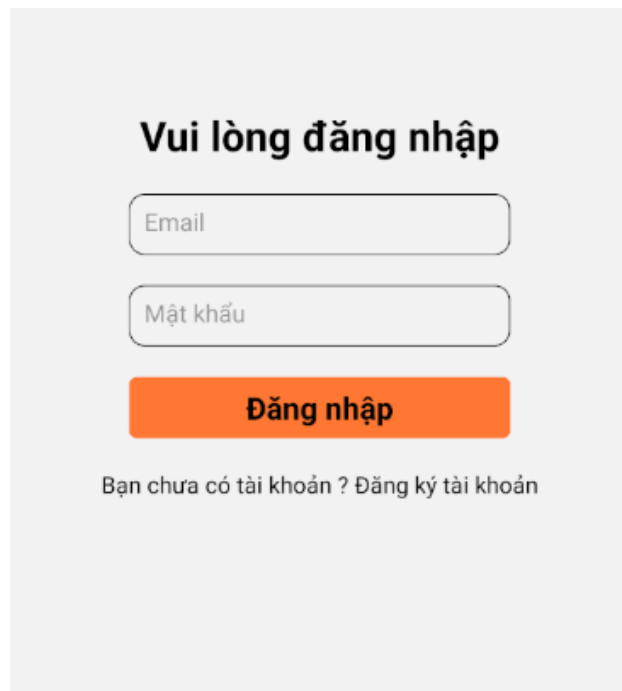 Vui lòng đăng nhập
Email
Mật khẩu
Đăng nhập
Bạn chưa có tài khoản ? Đăng ký tài khoản